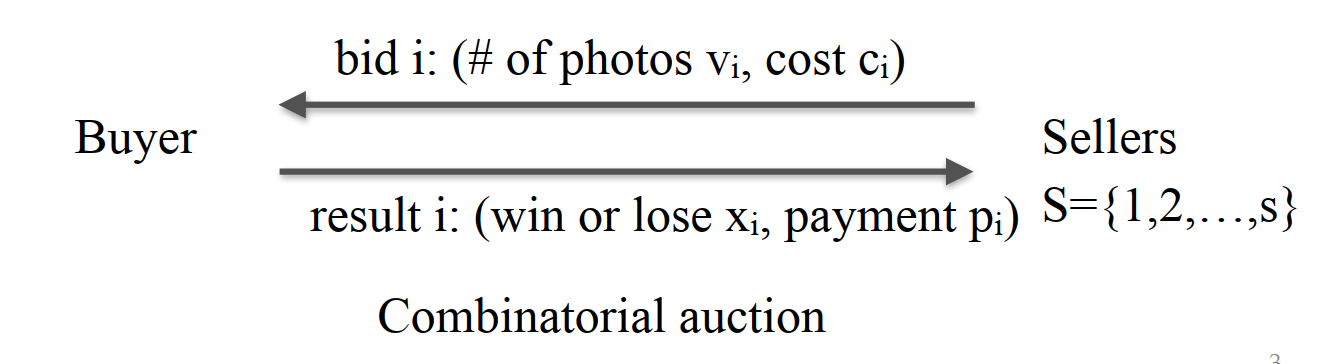 bid i: (# of photos vᵢ, cost cᵢ)
Buyer
Sellers
result i: (win or lose xᵢ, payment pᵢ)
S={1,2,…,s}
Combinatorial auction
3